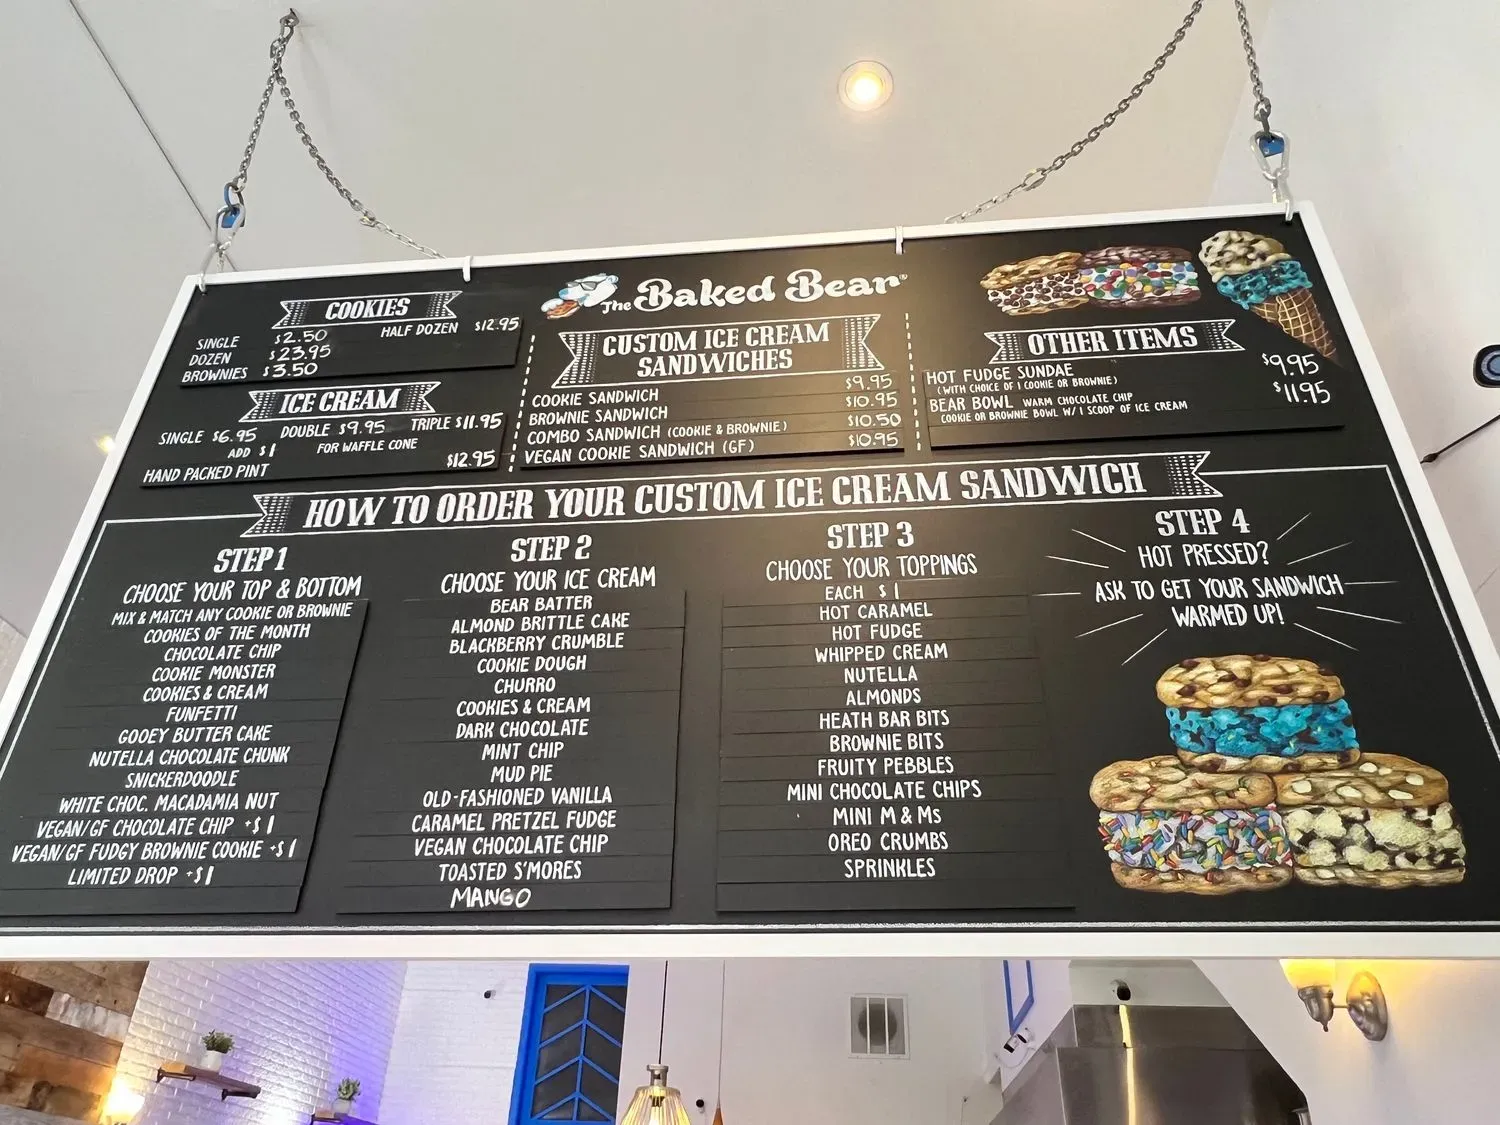 The Baked Bear®
COOKIES
SINGLE $2.50
HALF DOZEN $12.95
DOZEN $23.95
BROWNIES $3.50
ICE CREAM
SINGLE $6.95 DOUBLE $9.95 TRIPLE $11.95
ADD $1 FOR WAFFLE CONE
HAND PACKED PINT $12.95
CUSTOM ICE CREAM
SANDWICHES
COOKIE SANDWICH $9.95
BROWNIE SANDWICH $10.95
COMBO SANDWICH (COOKIE & BROWNIE) $10.50
VEGAN COOKIE SANDWICH (GF) $10.95
OTHER ITEMS
HOT FUDGE SUNDAE $9.95
(WITH CHOICE OF 1 COOKIE OR BROWNIE)
BEAR BOWL WARM CHOCOLATE CHIP $11.95
COOKIE OR BROWNIE BOWL W/ 1 SCOOP OF ICE CREAM
HOW TO ORDER YOUR CUSTOM ICE CREAM SANDWICH
STEP 1
CHOOSE YOUR TOP & BOTTOM
MIX & MATCH ANY COOKIE OR BROWNIE
COOKIES OF THE MONTH
CHOCOLATE CHIP
COOKIE MONSTER
COOKIES & CREAM
FUNFETTI
GOOEY BUTTER CAKE
NUTELLA CHOCOLATE CHUNK
SNICKERDOODLE
WHITE CHOC. MACADAMIA NUT
VEGAN/GF CHOCOLATE CHIP +$1
VEGAN/GF FUDGY BROWNIE COOKIE +$1
LIMITED DROP +$1
STEP 2
CHOOSE YOUR ICE CREAM
BEAR BATTER
ALMOND BRITTLE CAKE
BLACKBERRY CRUMBLE
COOKIE DOUGH
CHURRO
COOKIES & CREAM
DARK CHOCOLATE
MINT CHIP
MUD PIE
OLD-FASHIONED VANILLA
CARAMEL PRETZEL FUDGE
VEGAN CHOCOLATE CHIP
TOASTED S'MORES
MANGO
STEP 3
CHOOSE YOUR TOPPINGS
EACH $1
HOT CARAMEL
HOT FUDGE
WHIPPED CREAM
NUTELLA
ALMONDS
HEATH BAR BITS
BROWNIE BITS
FRUITY PEBBLES
MINI CHOCOLATE CHIPS
MINI M & Ms
OREO CRUMBS
SPRINKLES
STEP 4
HOT PRESSED?
ASK TO GET YOUR SANDWICH
WARMED UP!